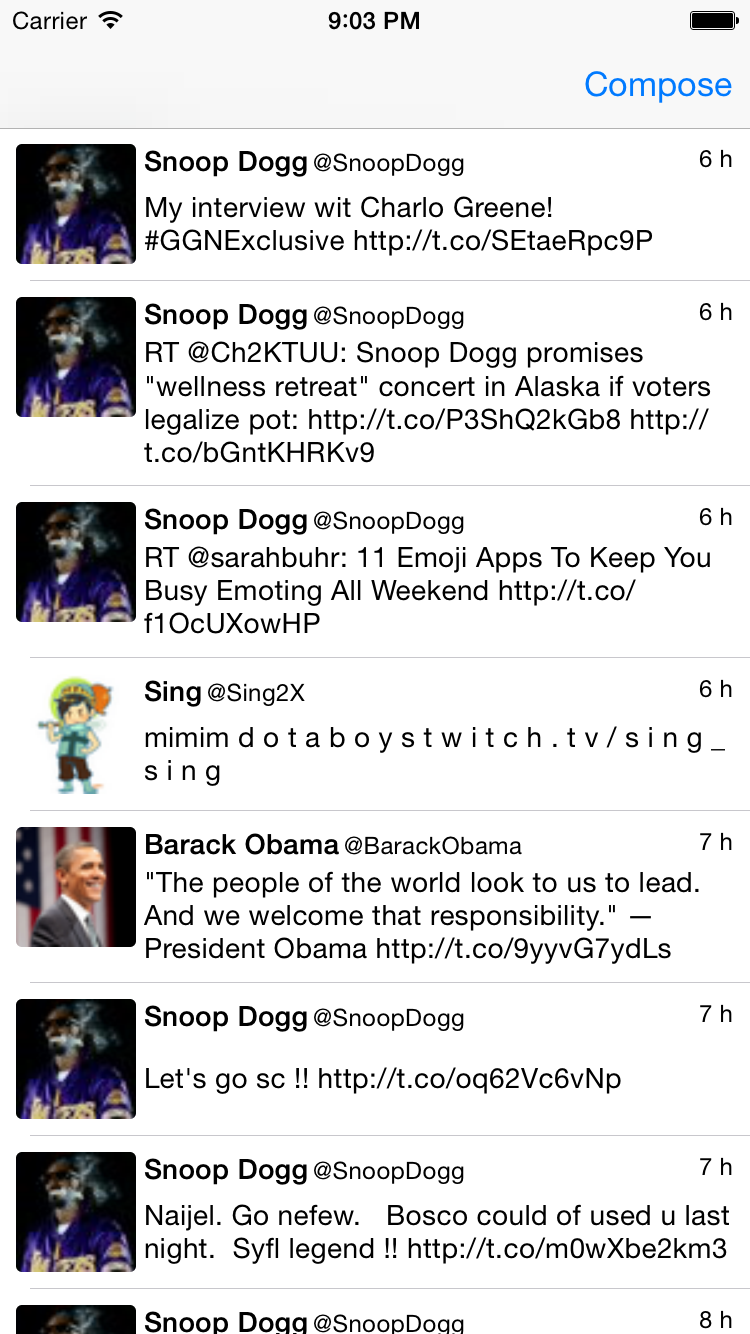 Carrier 9:03 PM
Compose
Snoop Dogg @SnoopDogg 6 h
My interview wit Charlo Greene!
#GGNExclusive http://t.co/SEtaeRpc9P
Snoop Dogg @SnoopDogg 6 h
RT @Ch2KTUU: Snoop Dogg promises
"wellness retreat" concert in Alaska if voters
legalize pot: http://t.co/P3ShQ2kGb8 http://
t.co/bGntKHRKv9
Snoop Dogg @SnoopDogg 6 h
RT @sarahbuhr: 11 Emoji Apps To Keep You
Busy Emoting All Weekend http://t.co/
f1OcUXowHP
Sing @Sing2X 6 h
mimim d o t a b o y s t w i t c h . t v / s i n g _
s i n g
Barack Obama @BarackObama 7 h
"The people of the world look to us to lead.
And we welcome that responsibility." —
President Obama http://t.co/9yyvG7ydLs
Snoop Dogg @SnoopDogg 7 h
Let's go sc !! http://t.co/oq62Vc6vNp
Snoop Dogg @SnoopDogg 7 h
Naijel. Go nefew.   Bosco could of used u last
night.  Syfl legend !! http://t.co/m0wXbe2km3
Snoop Dogg @SnoopDogg 8 h